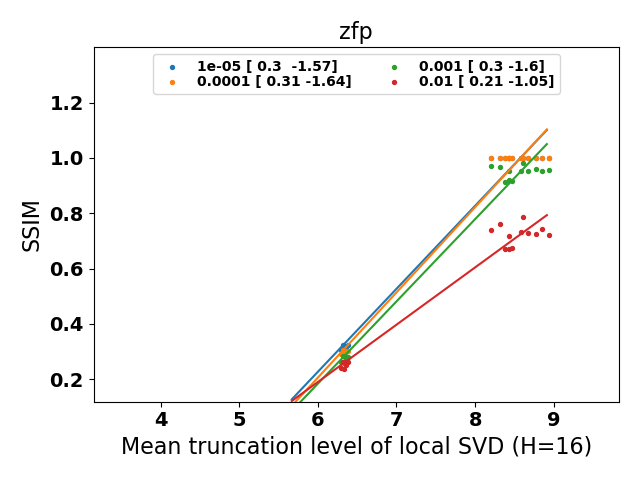 zfp
1e-05 [ 0.3  -1.57]
0.0001 [ 0.31 -1.64]
0.001 [ 0.3 -1.6]
0.01 [ 0.21 -1.05]
SSIM
1.2
1.0
0.8
0.6
0.4
0.2
4 5 6 7 8 9
Mean truncation level of local SVD (H=16)